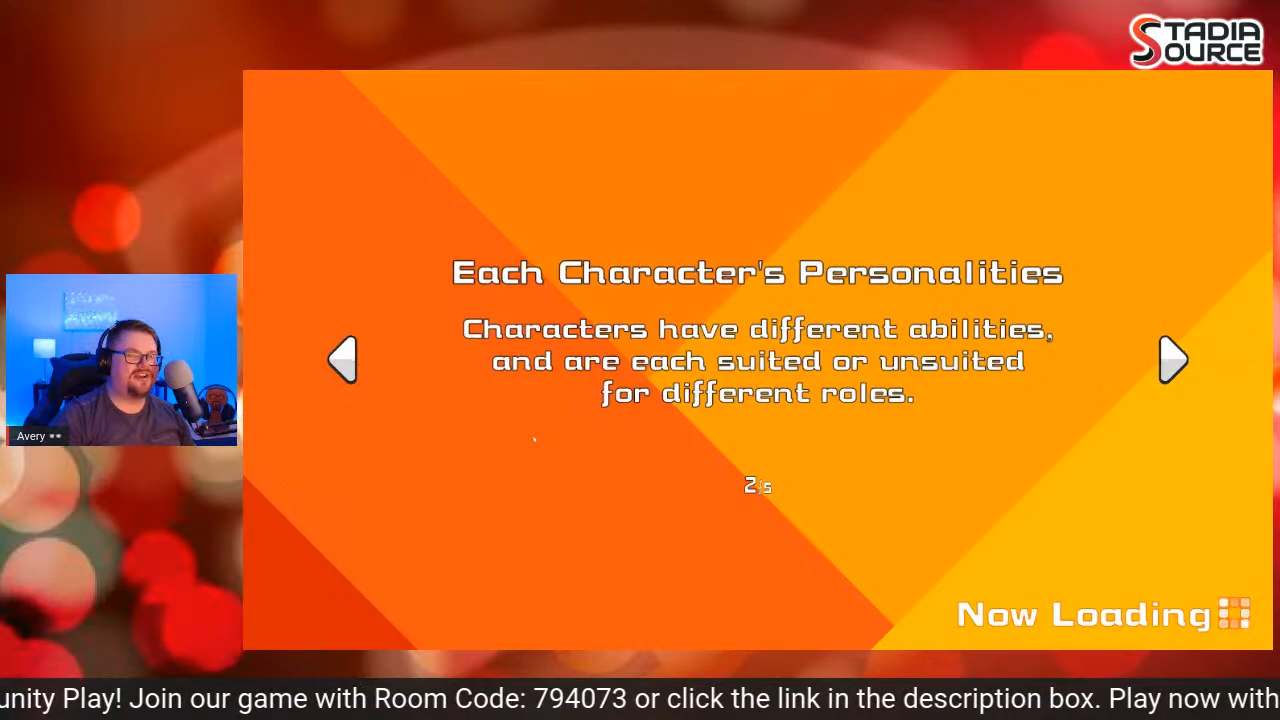 STADIA
SOURCE
Each Character's Personalities
Characters have different abilities,
and are each suited or unsuited
for different roles.
2/5
Avery
Now Loading
unity Play! Join our game with Room Code: 794073 or click the link in the description box. Play now with